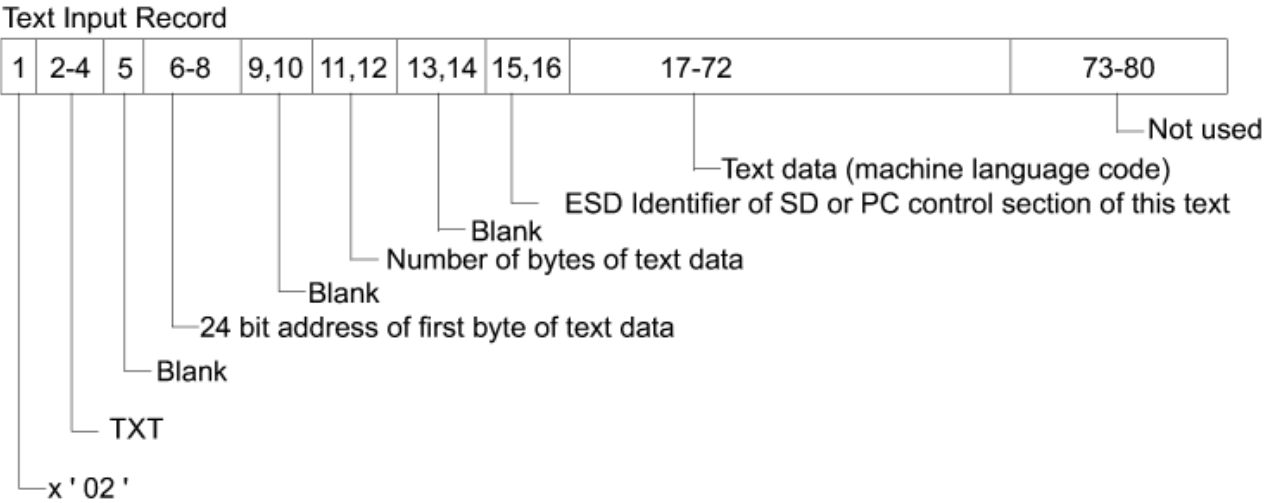 Text Input Record
1 2-4 5 6-8 9,10 11,12 13,14 15,16 17-72 73-80
Not used
Text data (machine language code)
ESD Identifier of SD or PC control section of this text
Blank
Number of bytes of text data
Blank
24 bit address of first byte of text data
Blank
TXT
x ' 02 '